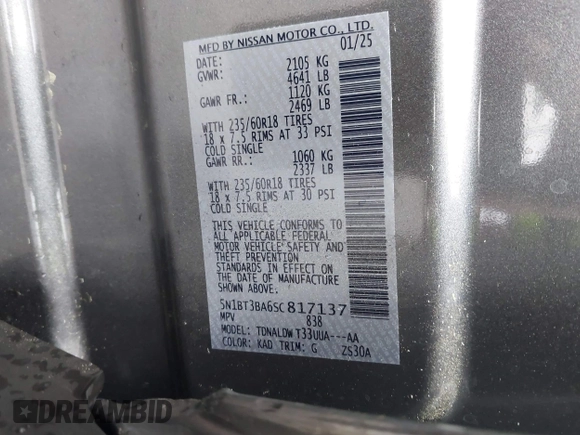 MFD BY NISSAN MOTOR CO., LTD.
DATE: 01/25
GVWR: 2105 KG
4641 LB
GAWR FR.: 1120 KG
2469 LB
WITH 235/60R18 TIRES
18 x 7.5 RIMS AT 33 PSI
COLD SINGLE
GAWR RR.: 1060 KG
2337 LB
WITH 235/60R18 TIRES
18 x 7.5 RIMS AT 30 PSI
COLD SINGLE
THIS VEHICLE CONFORMS TO
ALL APPLICABLE FEDERAL
MOTOR VEHICLE SAFETY AND
THEFT PREVENTION
STANDARDS IN EFFECT ON THE
DATE OF MANUFACTURE
SHOWN ABOVE.
5N1BT3BA6SC817137
MPV 838
MODEL: TDNALDWT33UUA---AA
COLOR: KAD TRIM: G 2S30A
DREAMBID